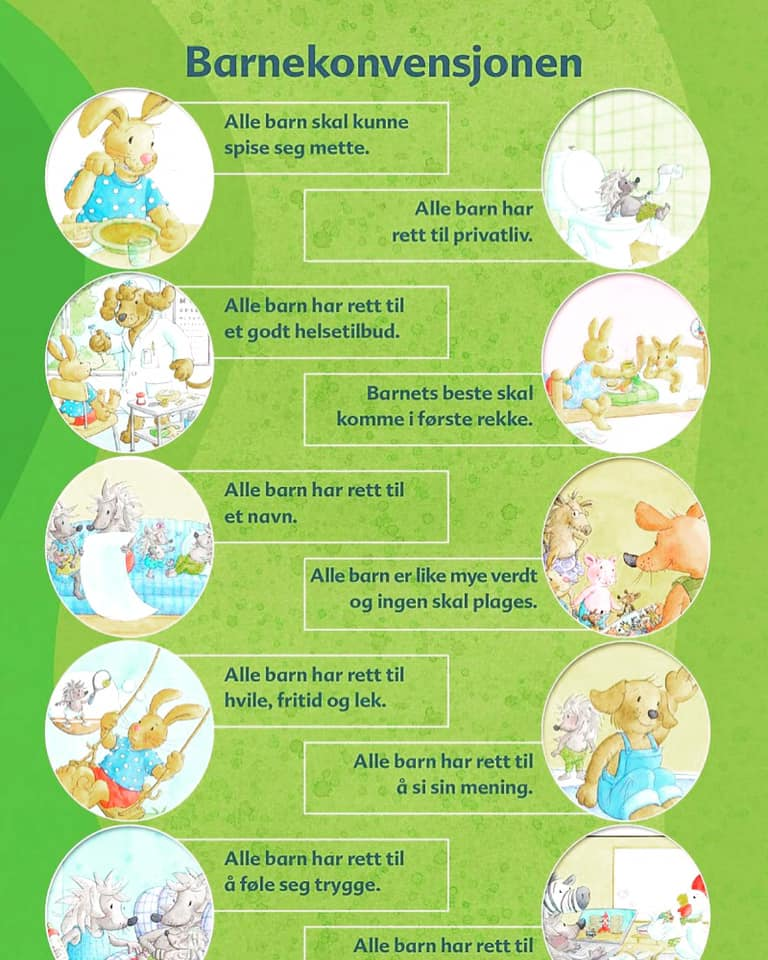 Barnekonvensjonen
Alle barn skal kunne
spise seg mette.
Alle barn har
rett til privatliv.
Alle barn har rett til
et godt helsetilbud.
Barnets beste skal
komme i første rekke.
Alle barn har rett til
et navn.
Alle barn er like mye verdt
og ingen skal plages.
Alle barn har rett til
hvile, fritid og lek.
Alle barn har rett til
å si sin mening.
Alle barn har rett til
å føle seg trygge.
Alle barn har rett til